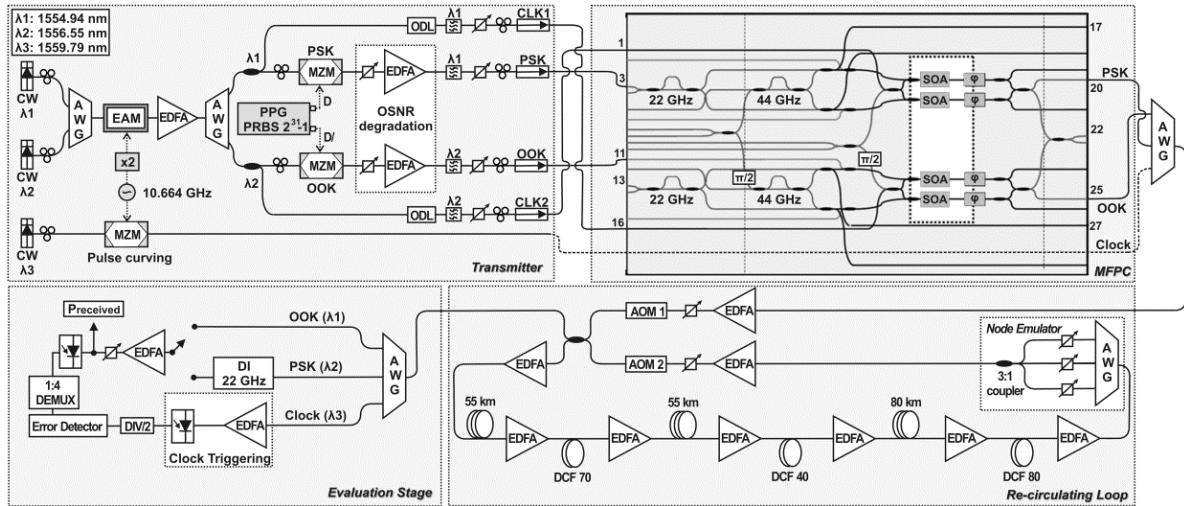 λ1: 1554.94 nm
λ2: 1556.55 nm
λ3: 1559.79 nm
CW
λ1
CW
λ2
CW
λ3
AWG
EAM
x2
10.664 GHz
MZM
Pulse curving
EDFA
AWG
λ1
λ2
PSK
MZM
PPG
PRBS 2³¹-1
D
D/
MZM
OOK
EDFA
OSNR
degradation
EDFA
ODL
λ1
CLK1
λ1
PSK
λ2
OOK
ODL
λ2
CLK2
Transmitter
1
3
11
13
16
22 GHz
44 GHz
22 GHz
44 GHz
π/2
π/2
SOA
φ
SOA
φ
SOA
φ
SOA
φ
17
PSK
20
22
25
OOK
27
Clock
MFPC
AWG
Preceived
EDFA
1:4
DEMUX
Error Detector
DIV/2
EDFA
Clock Triggering
OOK (λ1)
DI
22 GHz
PSK (λ2)
Clock (λ3)
AWG
Evaluation Stage
AOM 1
EDFA
AOM 2
EDFA
EDFA
Node Emulator
3:1
coupler
AWG
55 km
EDFA
DCF 70
EDFA
55 km
EDFA
DCF 40
EDFA
80 km
EDFA
DCF 80
EDFA
Re-circulating Loop